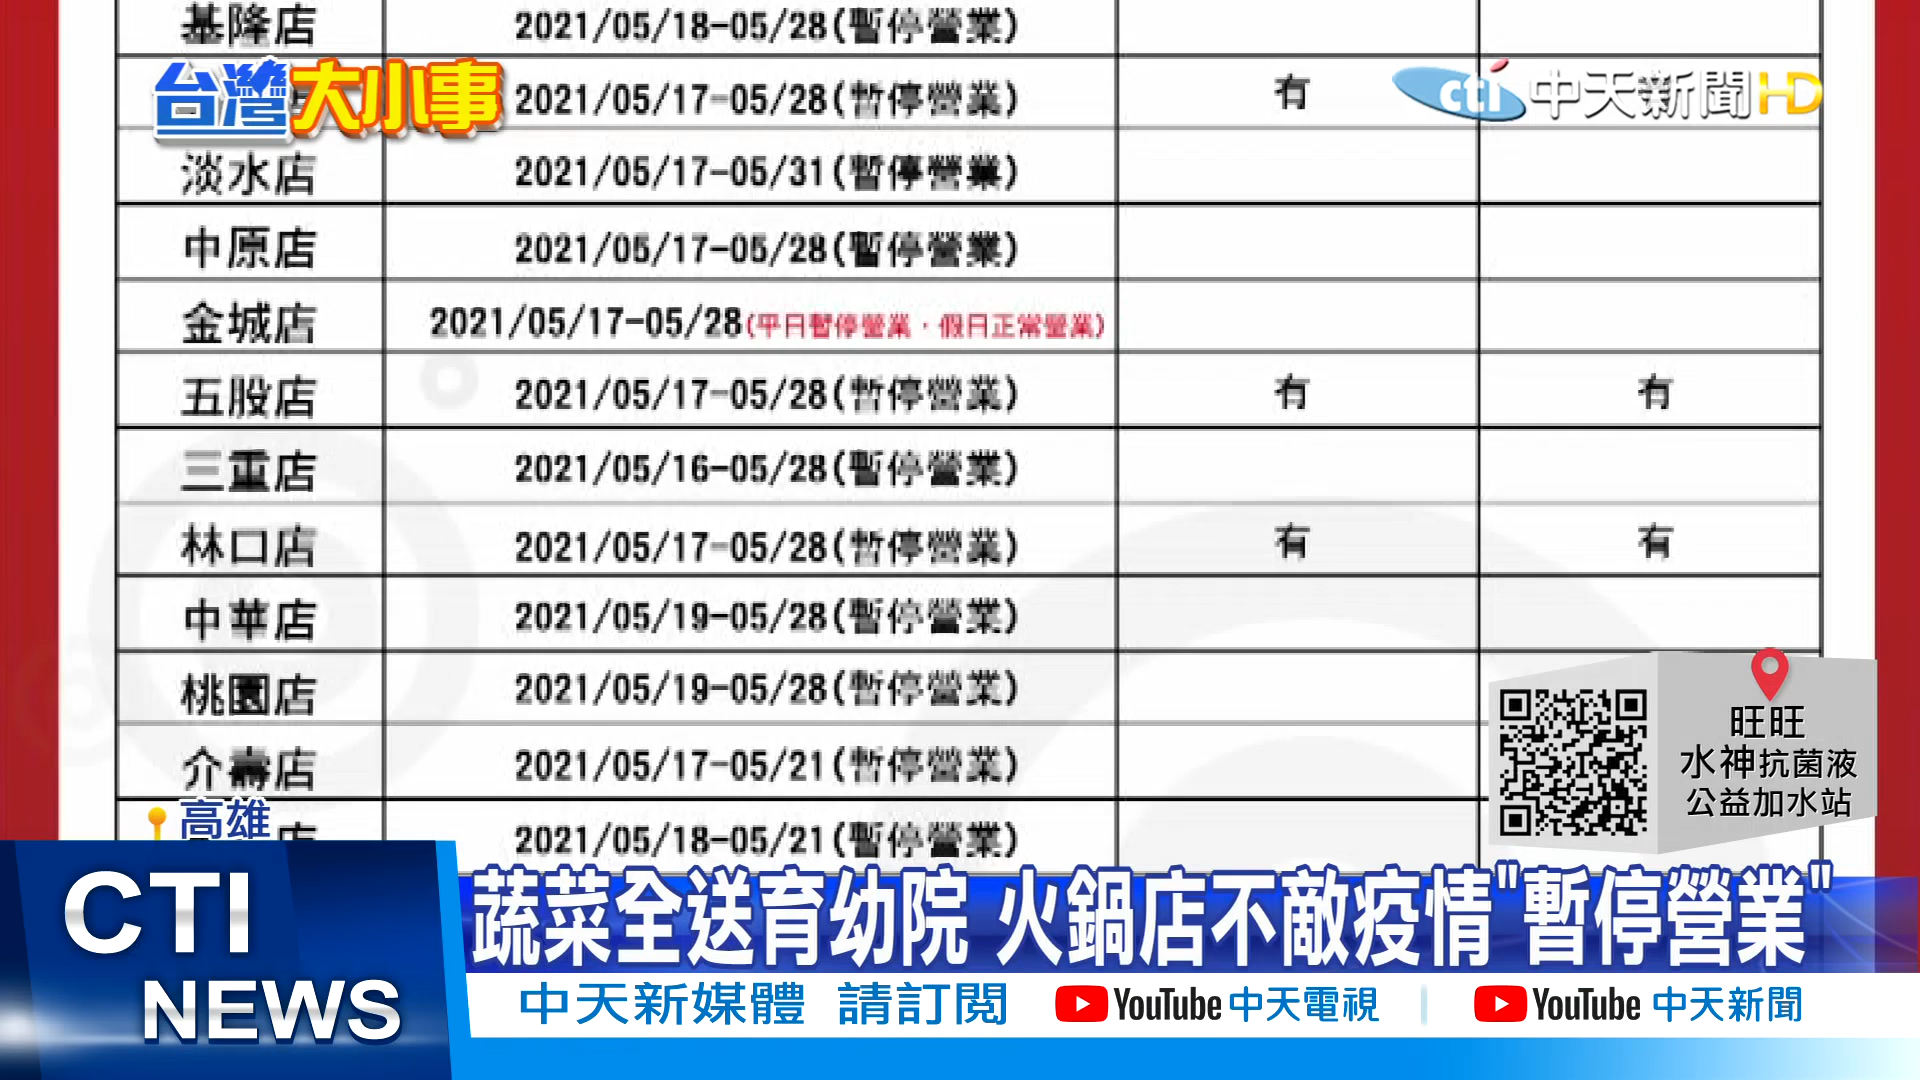 基隆店 2021/05/18-05/28(暫停營業)
台灣大小事 2021/05/17-05/28(暫停營業) 有 cti 中天新聞HD
淡水店 2021/05/17-05/31(暫停營業)
中原店 2021/05/17-05/28(暫停營業)
金城店 2021/05/17-05/28(平日暫停營業，假日正常營業)
五股店 2021/05/17-05/28(暫停營業) 有 有
三重店 2021/05/16-05/28(暫停營業)
林口店 2021/05/17-05/28(暫停營業) 有 有
中華店 2021/05/19-05/28(暫停營業)
桃園店 2021/05/19-05/28(暫停營業)
介壽店 2021/05/17-05/21(暫停營業)
店 2021/05/18-05/21(暫停營業)
旺旺
水神抗菌液
公益加水站
高雄
CTI
NEWS
蔬菜全送育幼院 火鍋店不敵疫情"暫停營業"
中天新媒體 請訂閱 YouTube 中天電視 YouTube 中天新聞